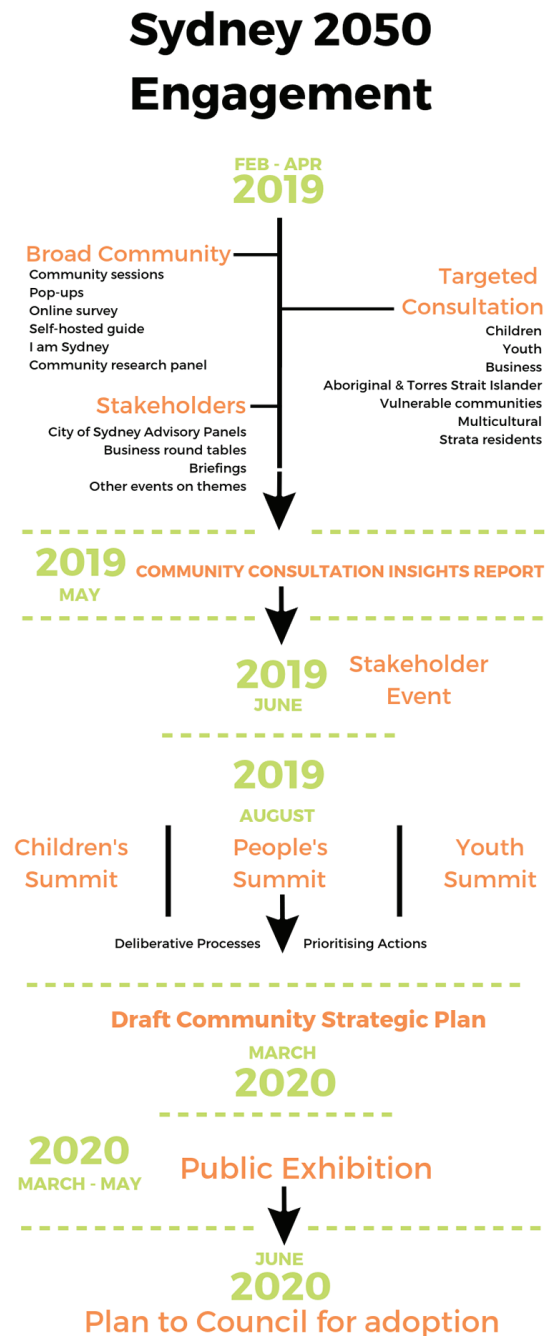 Sydney 2050
Engagement
FEB - APR
2019
Broad Community
Community sessions
Pop-ups
Online survey
Self-hosted guide
I am Sydney
Community research panel
Targeted
Consultation
Children
Youth
Business
Aboriginal & Torres Strait Islander
Vulnerable communities
Multicultural
Strata residents
Stakeholders
City of Sydney Advisory Panels
Business round tables
Briefings
Other events on themes
2019
MAY
COMMUNITY CONSULTATION INSIGHTS REPORT
2019
JUNE
Stakeholder
Event
2019
AUGUST
Children's
Summit
People's
Summit
Youth
Summit
Deliberative Processes
Prioritising Actions
Draft Community Strategic Plan
MARCH
2020
2020
MARCH - MAY
Public Exhibition
JUNE
2020
Plan to Council for adoption